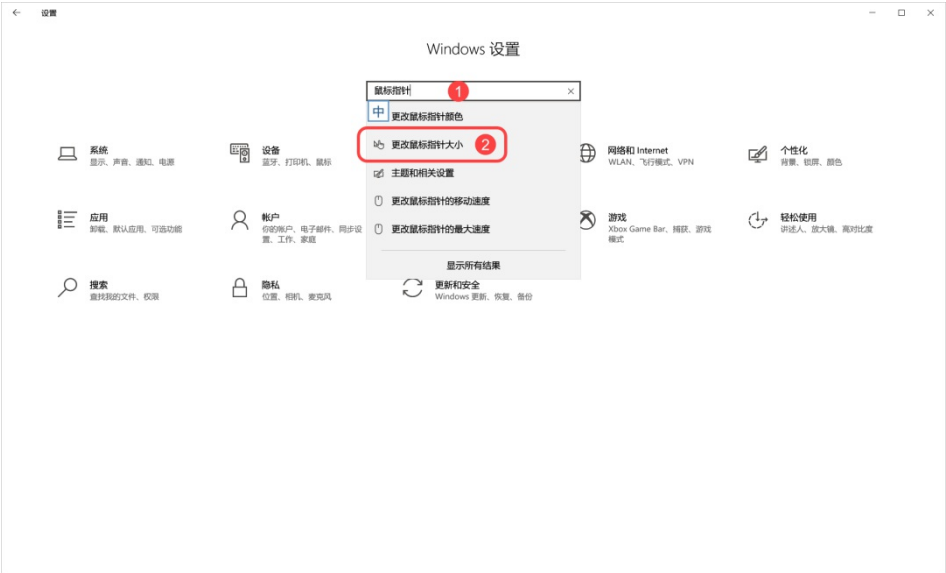 设置
Windows 设置
鼠标指针
1
中
更改鼠标指针颜色
更改鼠标指针大小
2
主题和相关设置
更改鼠标指针的移动速度
更改鼠标指针的最大速度
显示所有结果
系统
显示、声音、通知、电源
设备
蓝牙、打印机、鼠标
网络和 Internet
WLAN、飞行模式、VPN
个性化
背景、锁屏、颜色
应用
卸载、默认应用、可选功能
帐户
你的帐户、电子邮件、同步设
置、工作、家庭
游戏
Xbox Game Bar、捕获、游戏
模式
轻松使用
讲述人、放大镜、高对比度
搜索
查找我的文件、权限
隐私
位置、相机、麦克风
更新和安全
Windows 更新、恢复、备份